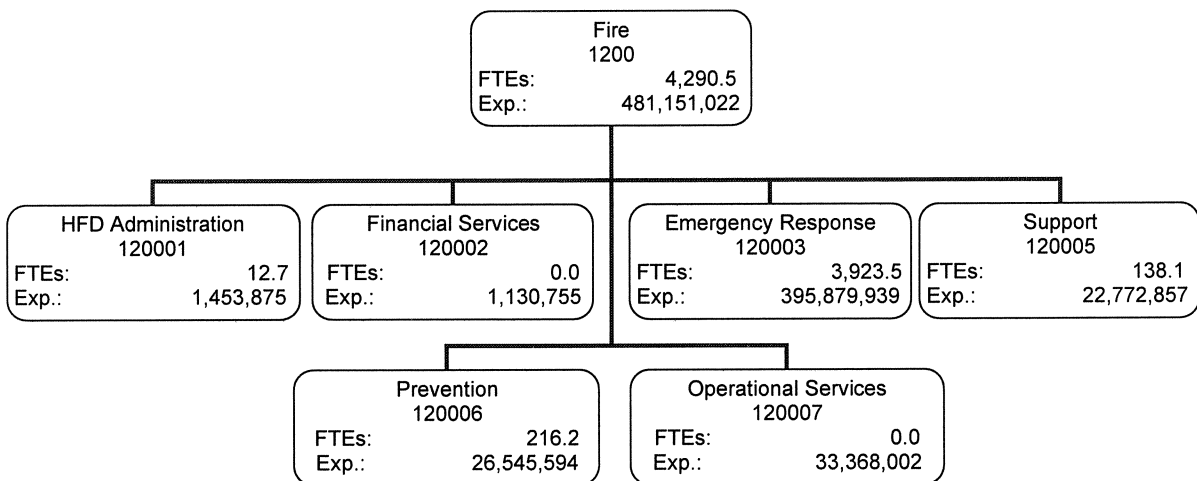 Fire
1200
FTEs: 4,290.5
Exp.: 481,151,022
HFD Administration
120001
FTEs: 12.7
Exp.: 1,453,875
Financial Services
120002
FTEs: 0.0
Exp.: 1,130,755
Emergency Response
120003
FTEs: 3,923.5
Exp.: 395,879,939
Support
120005
FTEs: 138.1
Exp.: 22,772,857
Prevention
120006
FTEs: 216.2
Exp.: 26,545,594
Operational Services
120007
FTEs: 0.0
Exp.: 33,368,002